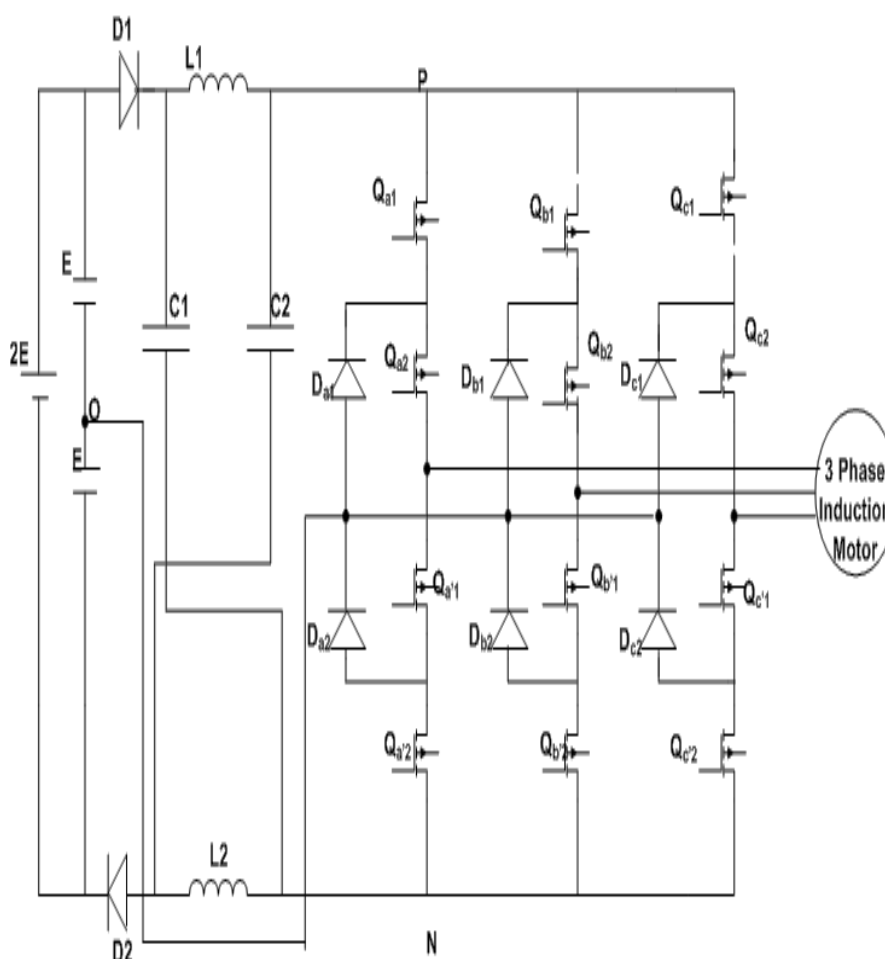 D1
L1
P
Qa1
Qb1
Qc1
E
C1
C2
2E
Qa2
Qb2
Qc2
Da1
Db1
Dc1
O
E
3 Phase
Induction
Motor
Qa'1
Qb'1
Qc'1
Da2
Db2
Dc2
Qa'2
Qb'2
Qc'2
L2
D2
N